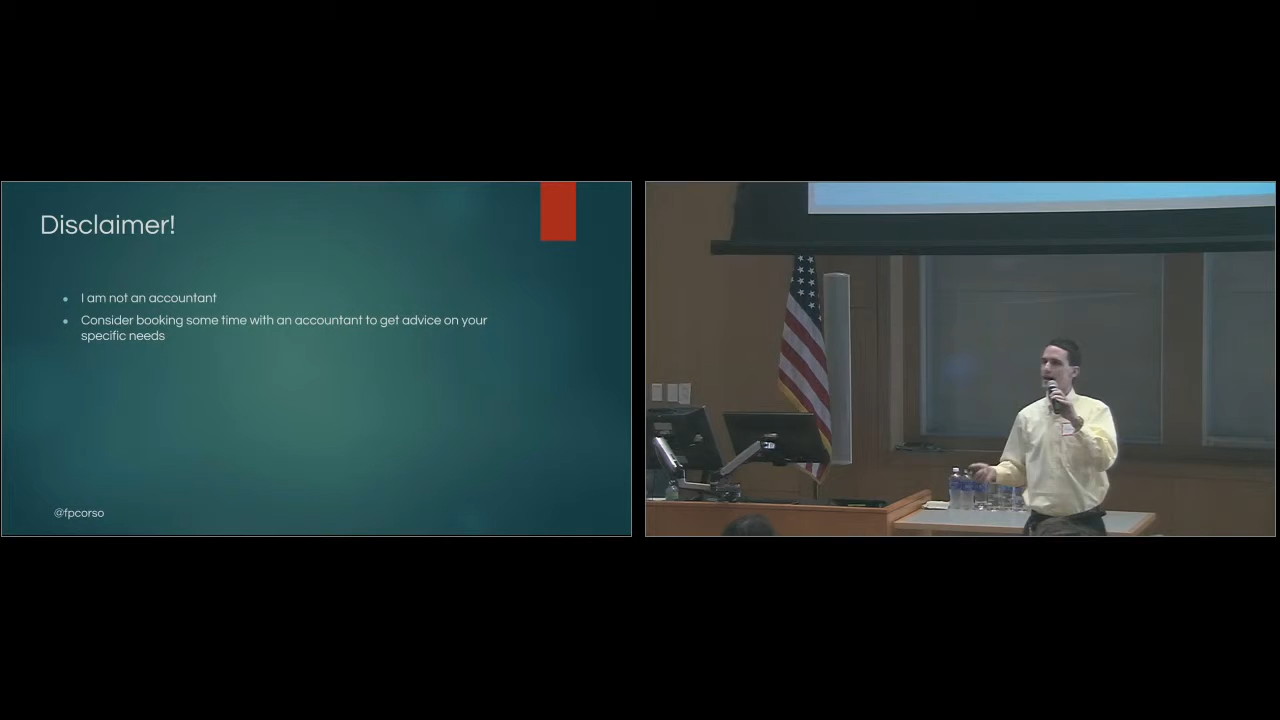 Disclaimer!
I am not an accountant
Consider booking some time with an accountant to get advice on your
specific needs
@fpcorso